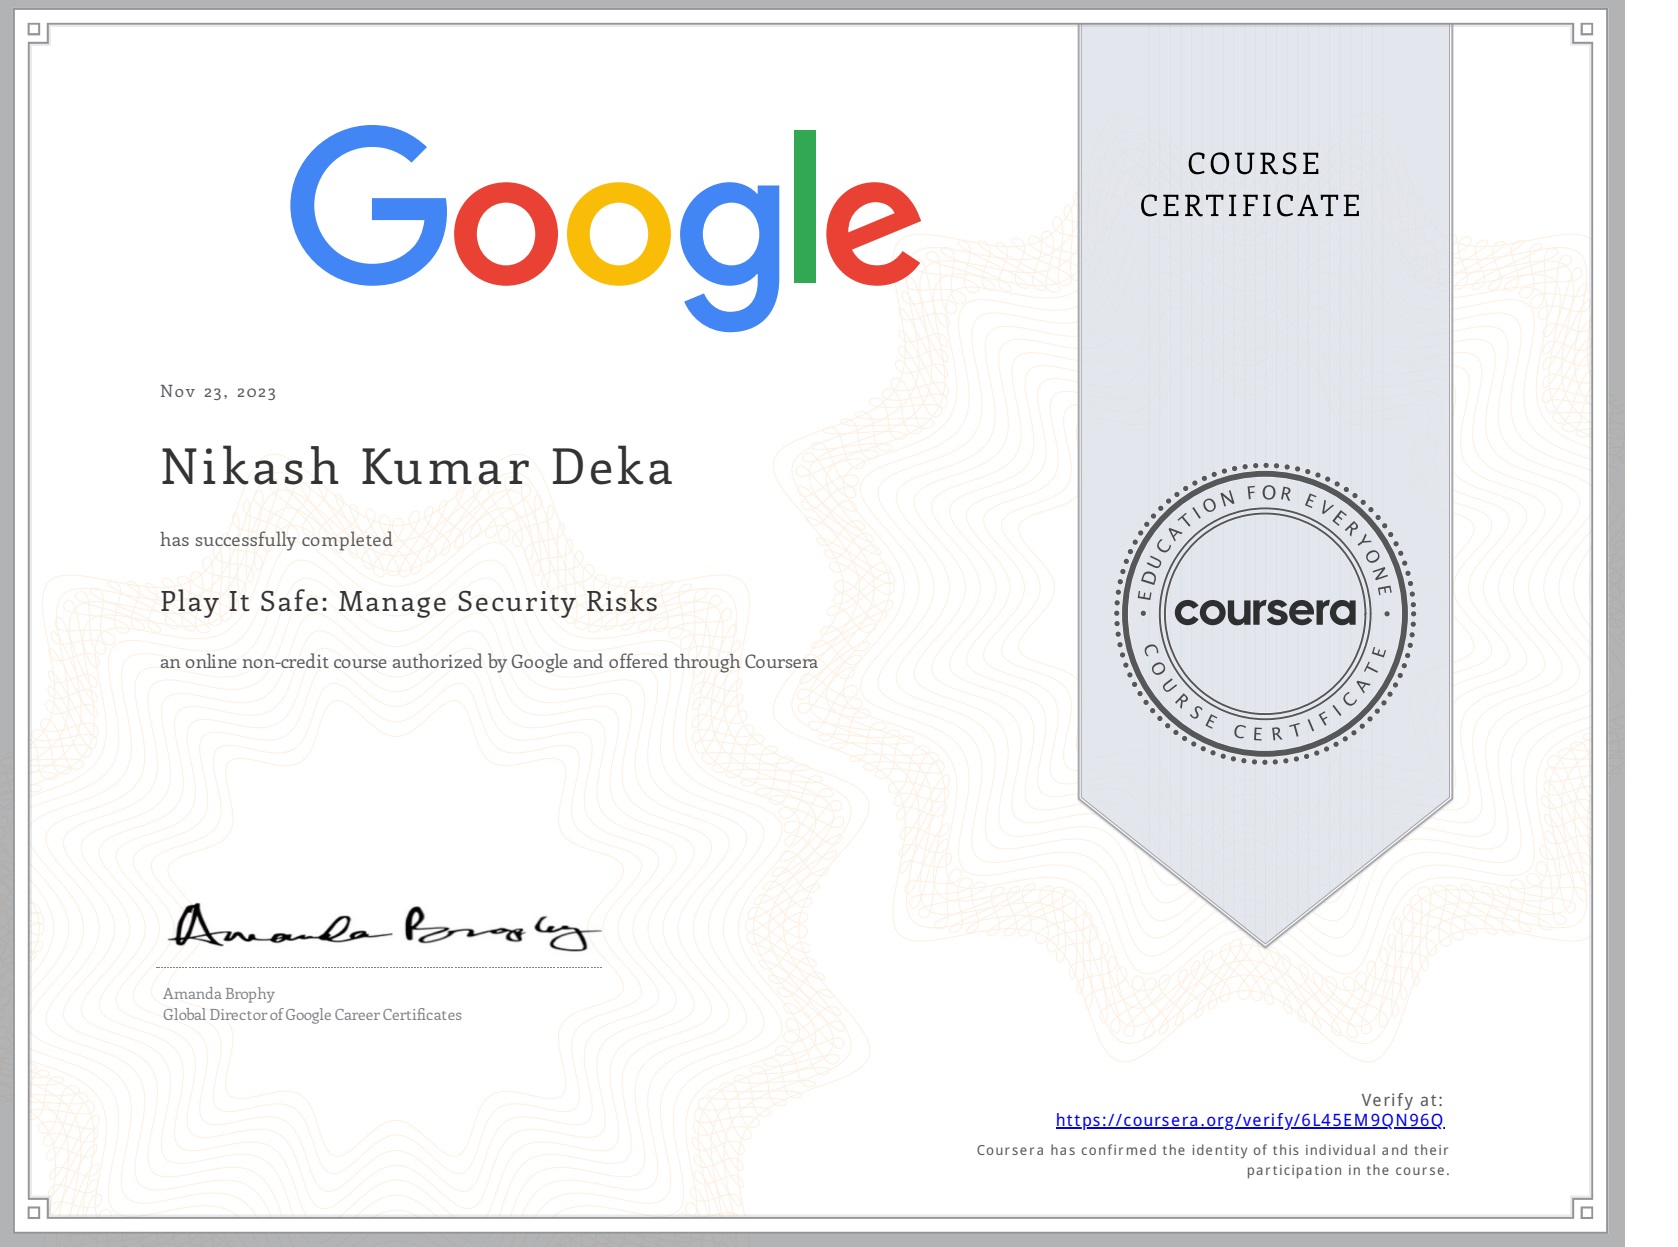 Google
COURSE
CERTIFICATE
Nov 23, 2023
Nikash Kumar Deka
has successfully completed
Play It Safe: Manage Security Risks
an online non-credit course authorized by Google and offered through Coursera
EDUCATION FOR EVERYONE
coursera
COURSE CERTIFICATE
Amanda Brophy
Amanda Brophy
Global Director of Google Career Certificates
Verify at:
https://coursera.org/verify/6L45EM9QN96Q
Coursera has confirmed the identity of this individual and their
participation in the course.